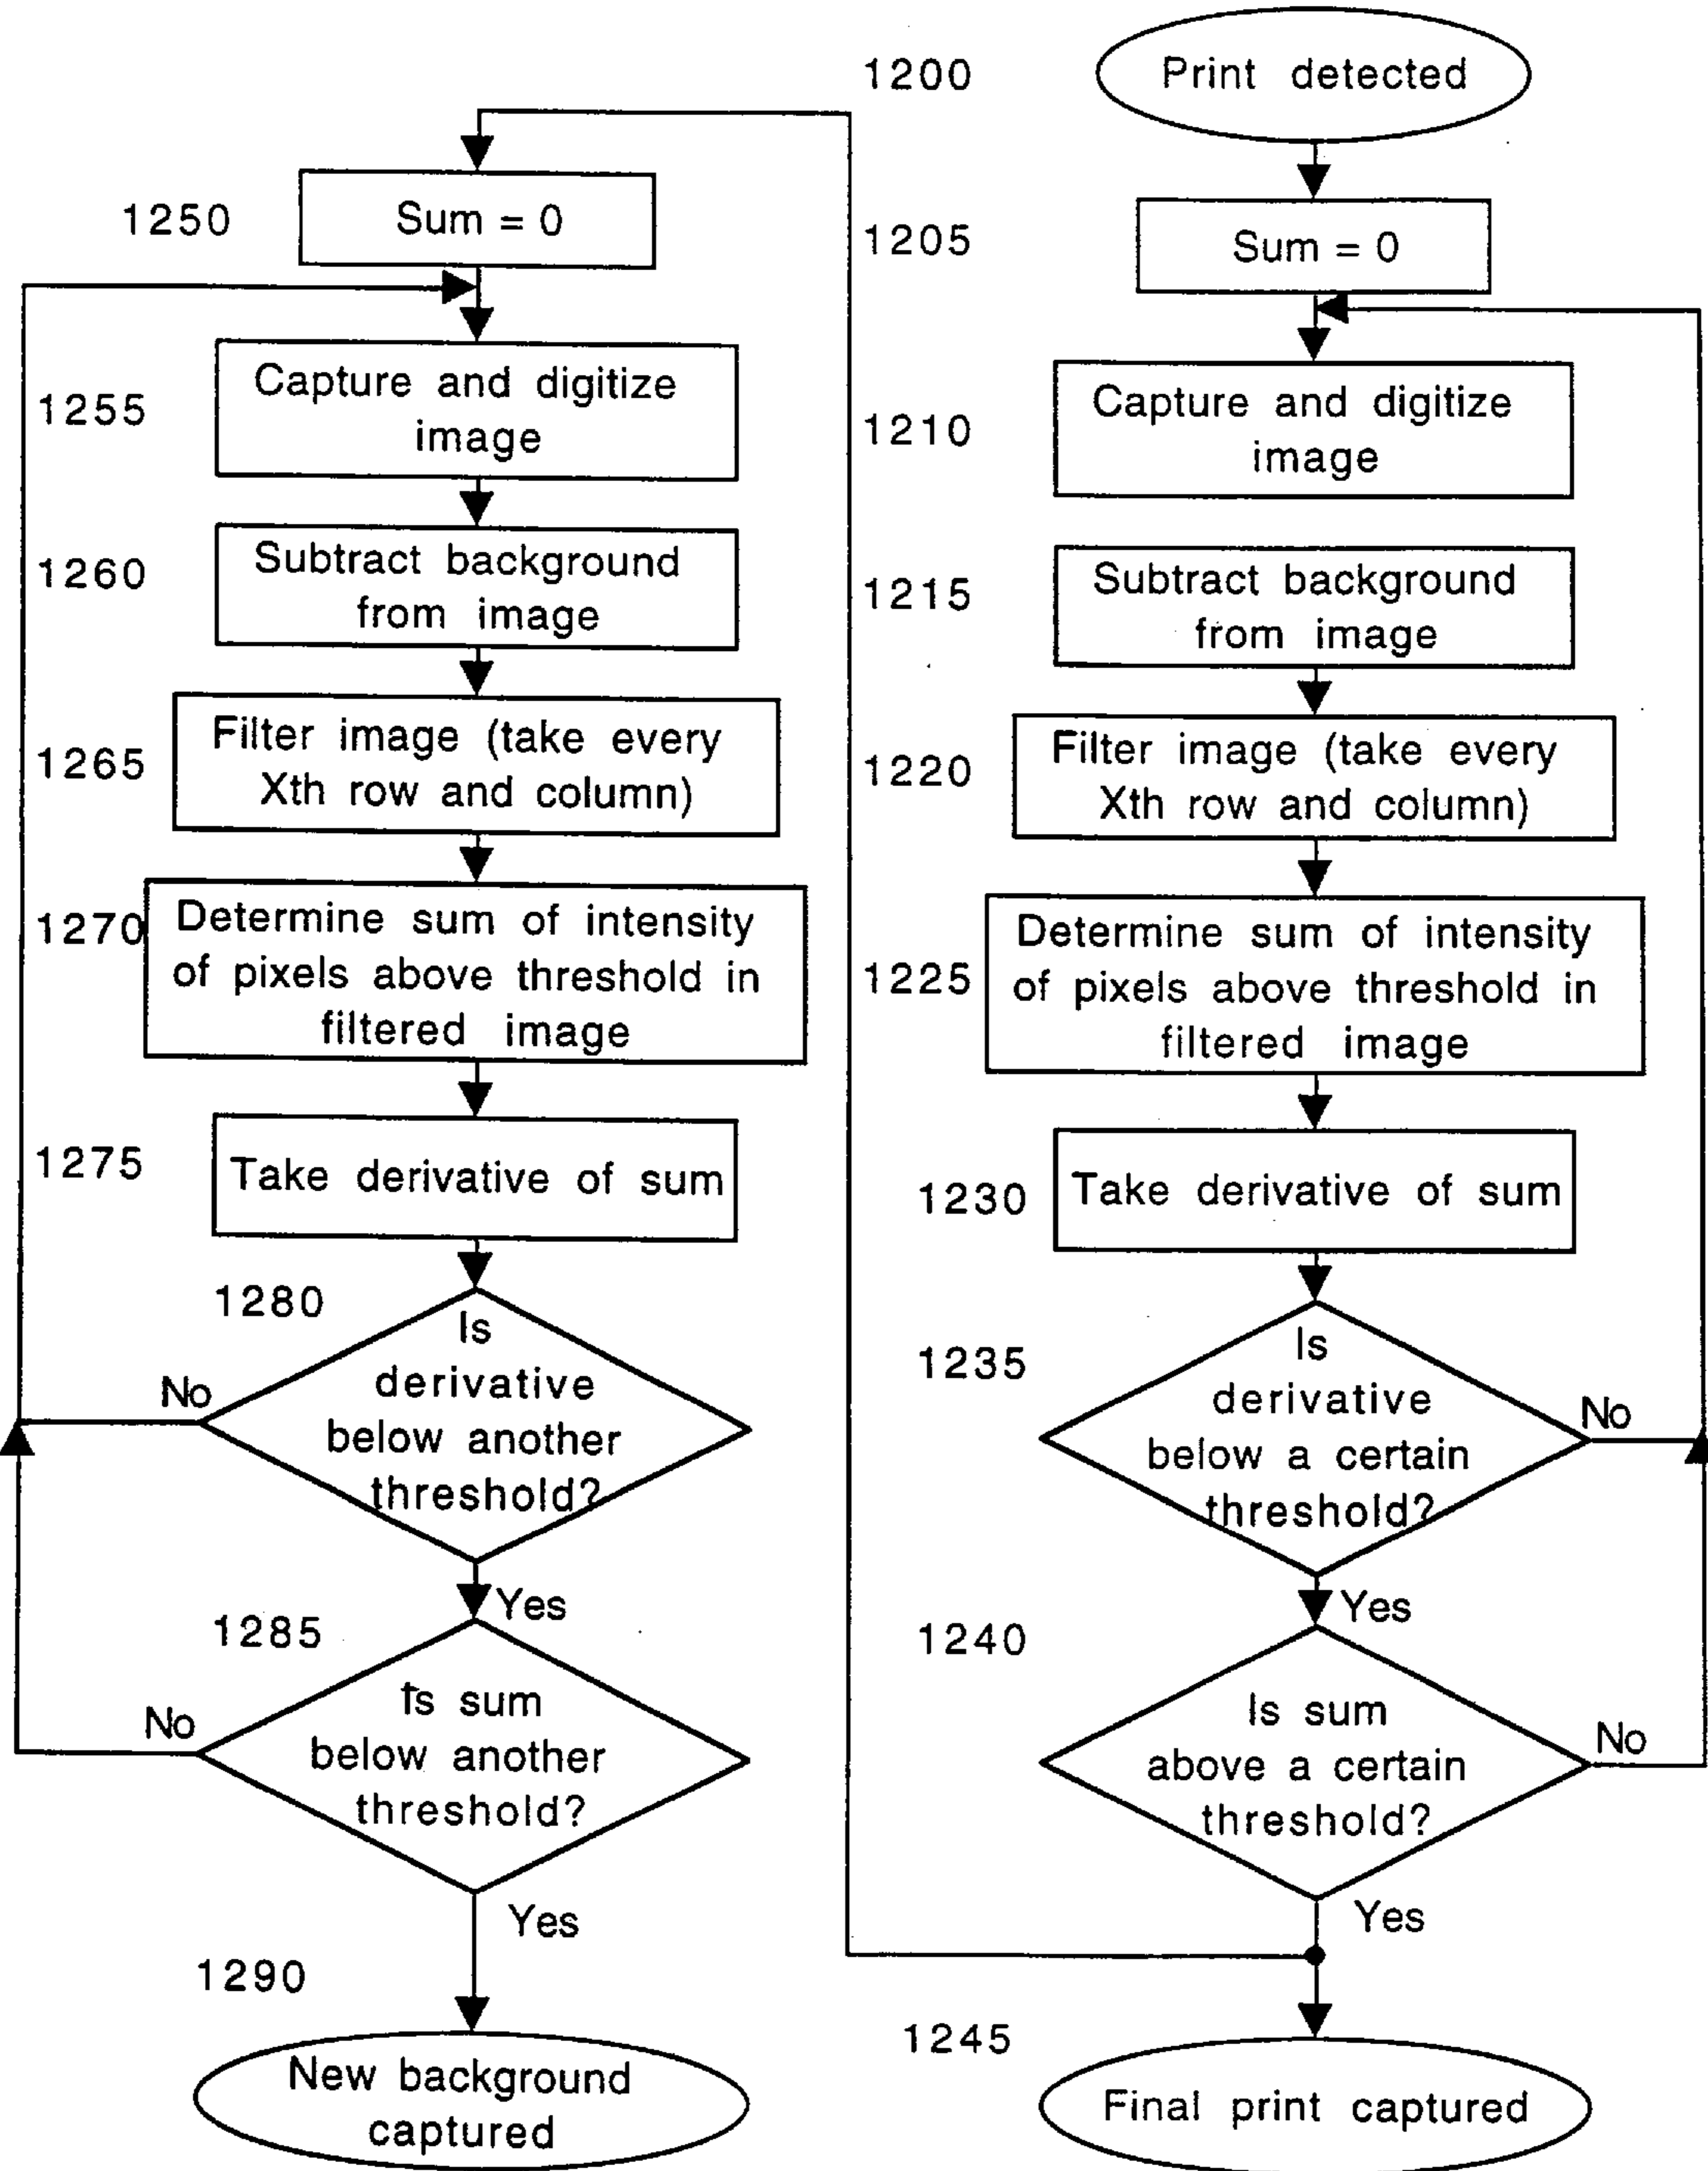 1200
Print detected
1205
Sum = 0
1210
Capture and digitize
image
1215
Subtract background
from image
1220
Filter image (take every
Xth row and column)
1225
Determine sum of intensity
of pixels above threshold in
filtered image
1230
Take derivative of sum
1235
Is
derivative
below a certain
threshold?
No
Yes
1240
Is sum
above a certain
threshold?
No
Yes
1245
Final print captured
1250
Sum = 0
1255
Capture and digitize
image
1260
Subtract background
from image
1265
Filter image (take every
Xth row and column)
1270
Determine sum of intensity
of pixels above threshold in
filtered image
1275
Take derivative of sum
1280
Is
derivative
below another
threshold?
No
Yes
1285
Is sum
below another
threshold?
No
Yes
1290
New background
captured